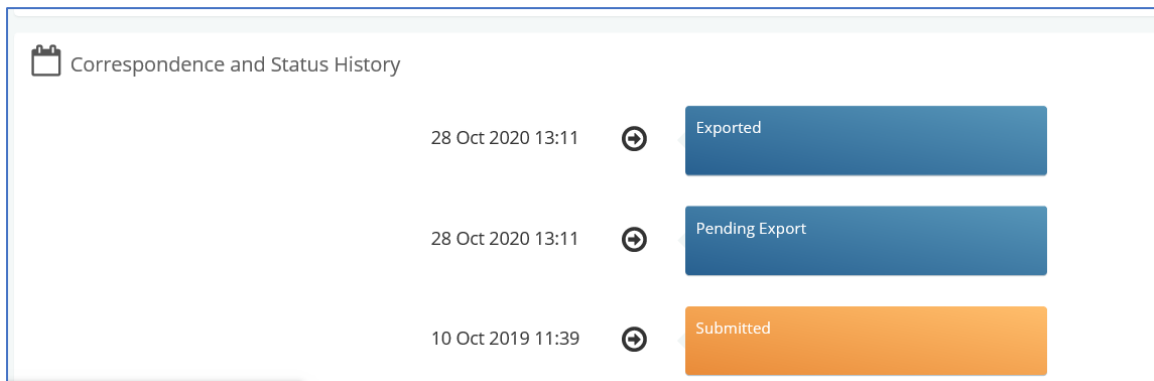 Correspondence and Status History
28 Oct 2020 13:11
Exported
28 Oct 2020 13:11
Pending Export
10 Oct 2019 11:39
Submitted